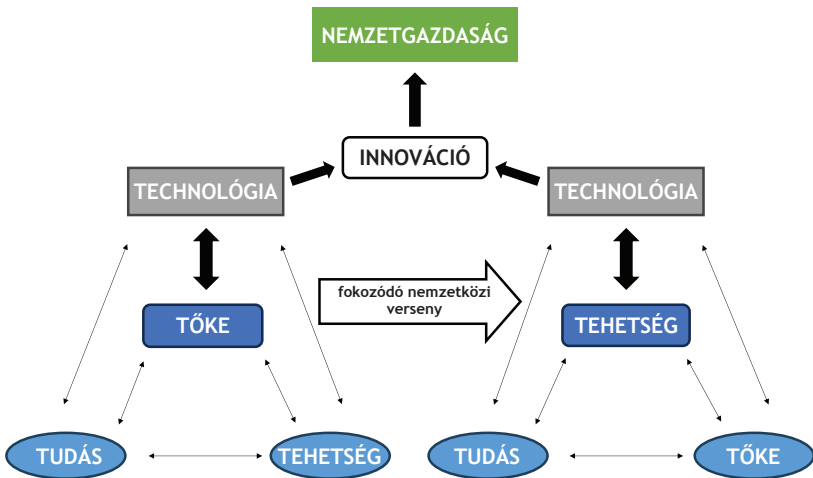 NEMZETGAZDASÁG
INNOVÁCIÓ
TECHNOLÓGIA
TECHNOLÓGIA
fokozódó nemzetközi
verseny
TŐKE
TEHETSÉG
TUDÁS
TEHETSÉG
TUDÁS
TŐKE